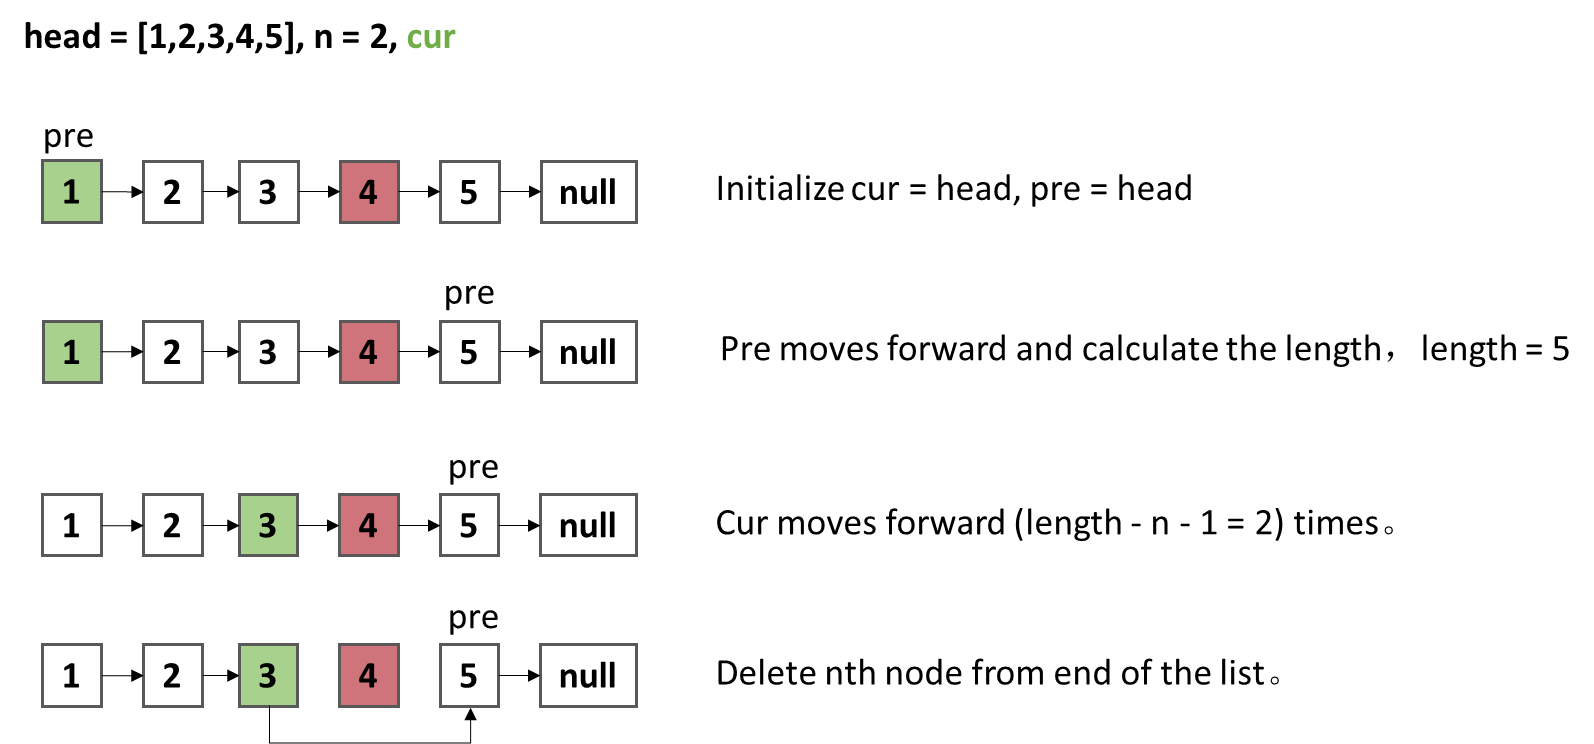 head = [1,2,3,4,5], n = 2, cur
pre
1 2 3 4 5 null
Initialize cur = head, pre = head
pre
1 2 3 4 5 null
Pre moves forward and calculate the length，length = 5
pre
1 2 3 4 5 null
Cur moves forward (length - n - 1 = 2) times。
pre
1 2 3 4 5 null
Delete nth node from end of the list。